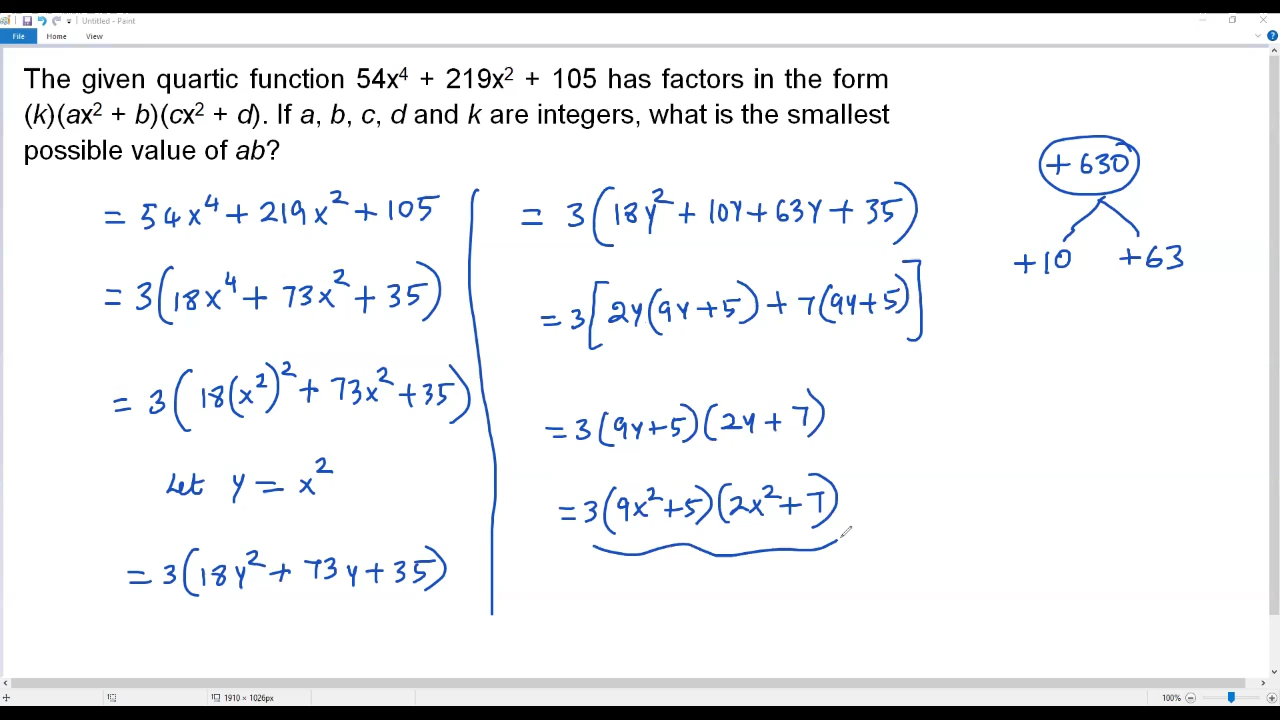 Untitled - Paint
File Home View
The given quartic function 54x⁴ + 219x² + 105 has factors in the form
(k)(ax² + b)(cx² + d). If a, b, c, d and k are integers, what is the smallest
possible value of ab?
= 54x⁴ + 219x² + 105
= 3(18x⁴ + 73x² + 35)
= 3(18(x²)² + 73x² + 35)
Let y = x²
= 3(18y² + 73y + 35)
= 3(18y² + 10y + 63y + 35)
= 3[2y(9y + 5) + 7(9y + 5)]
= 3(9y + 5)(2y + 7)
= 3(9x² + 5)(2x² + 7)
+ 630
+10 +63
1910 × 1026px
100%